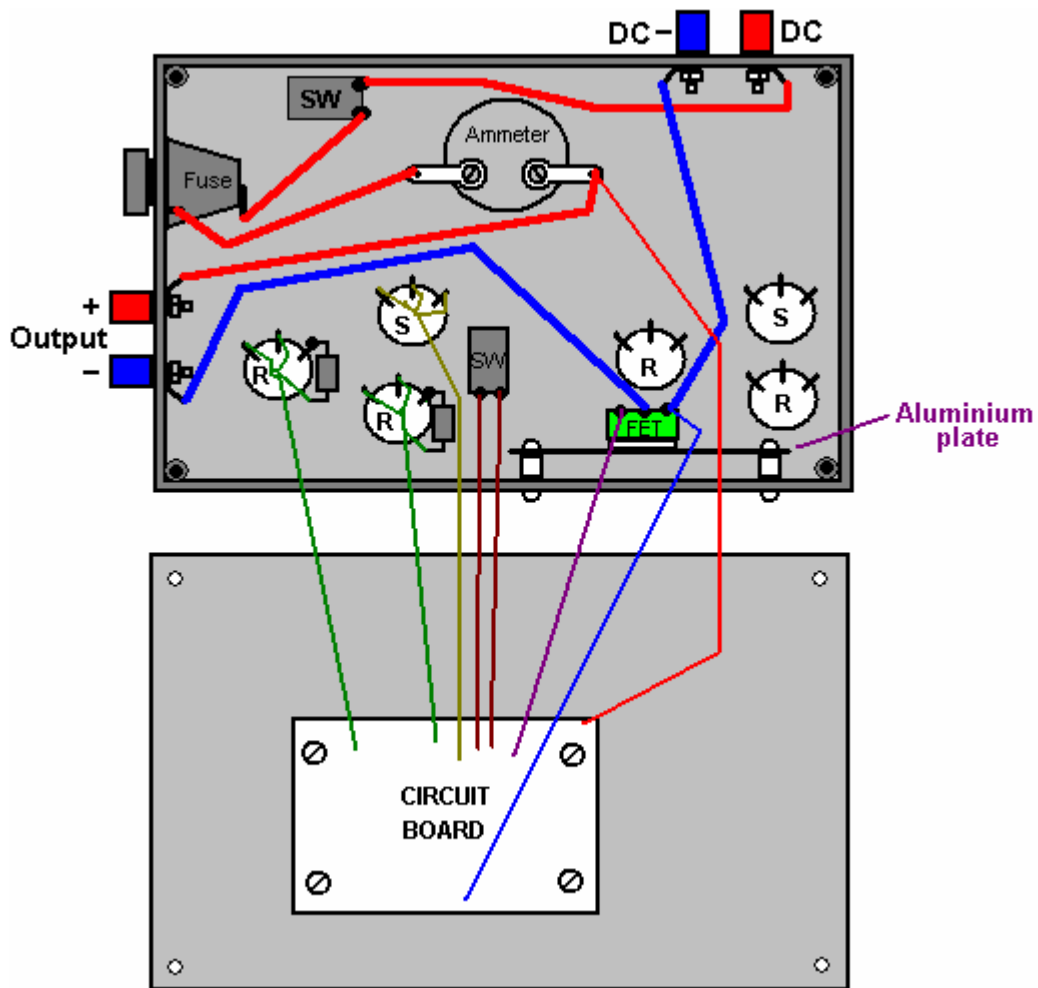 DC- DC
SW
Ammeter
Fuse
+
Output
-
S
S
SW
R
R
R
R
FET
Aluminium
plate
CIRCUIT
BOARD